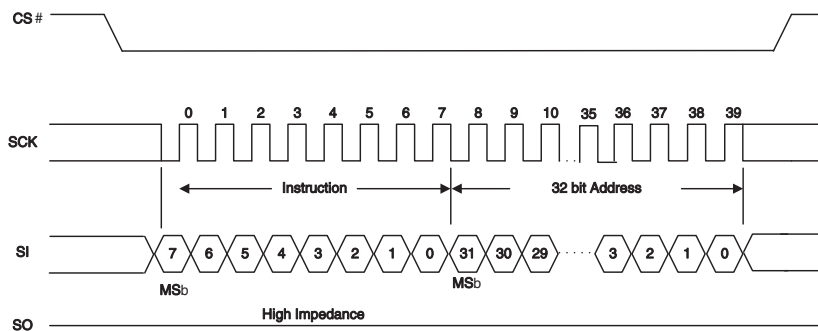 CS#
0 1 2 3 4 5 6 7 8 9 10 35 36 37 38 39
SCK
Instruction 32 bit Address
SI 7 6 5 4 3 2 1 0 31 30 29 3 2 1 0
MSb MSb
High Impedance
SO